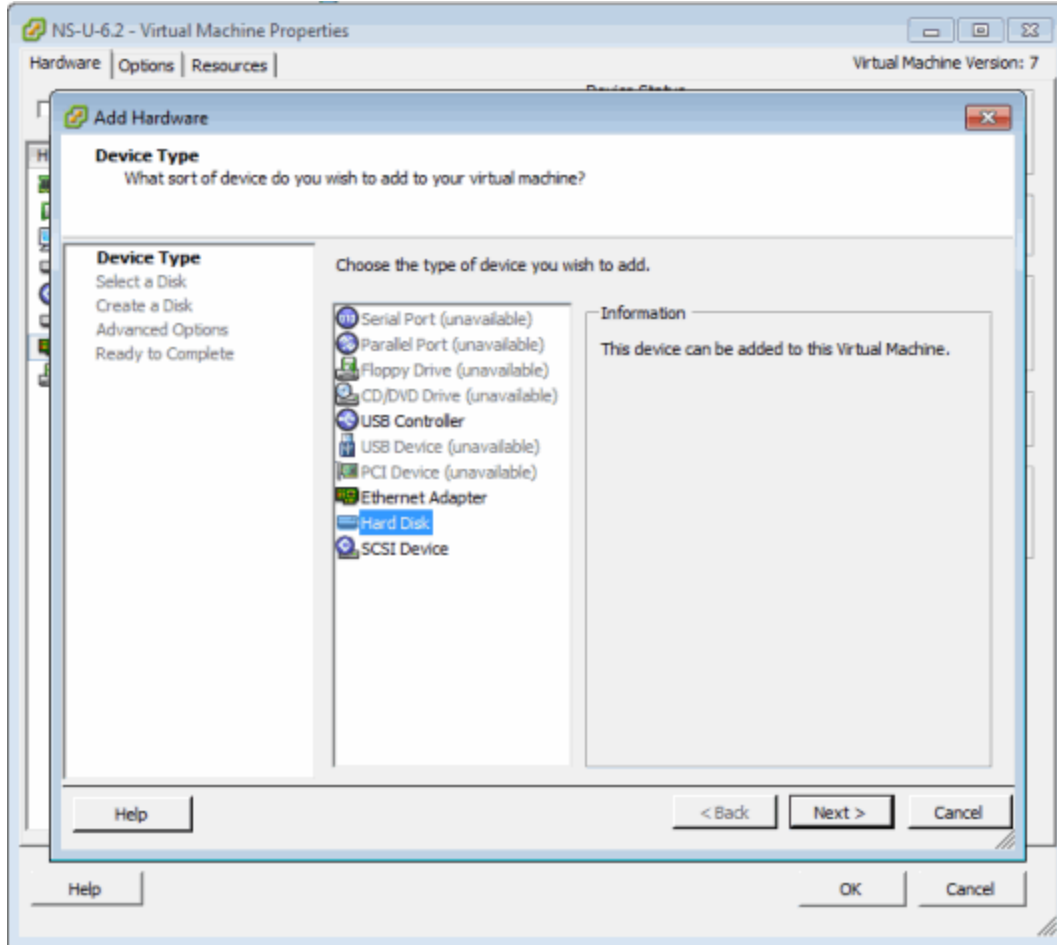 NS-U-6.2 - Virtual Machine Properties
Hardware Options Resources
Virtual Machine Version: 7
Device Status
Add Hardware
Device Type
What sort of device do you wish to add to your virtual machine?
Device Type
Select a Disk
Create a Disk
Advanced Options
Ready to Complete
Choose the type of device you wish to add.
Serial Port (unavailable)
Parallel Port (unavailable)
Floppy Drive (unavailable)
CD/DVD Drive (unavailable)
USB Controller
USB Device (unavailable)
PCI Device (unavailable)
Ethernet Adapter
Hard Disk
SCSI Device
Information
This device can be added to this Virtual Machine.
Help
< Back
Next >
Cancel
Help
OK
Cancel